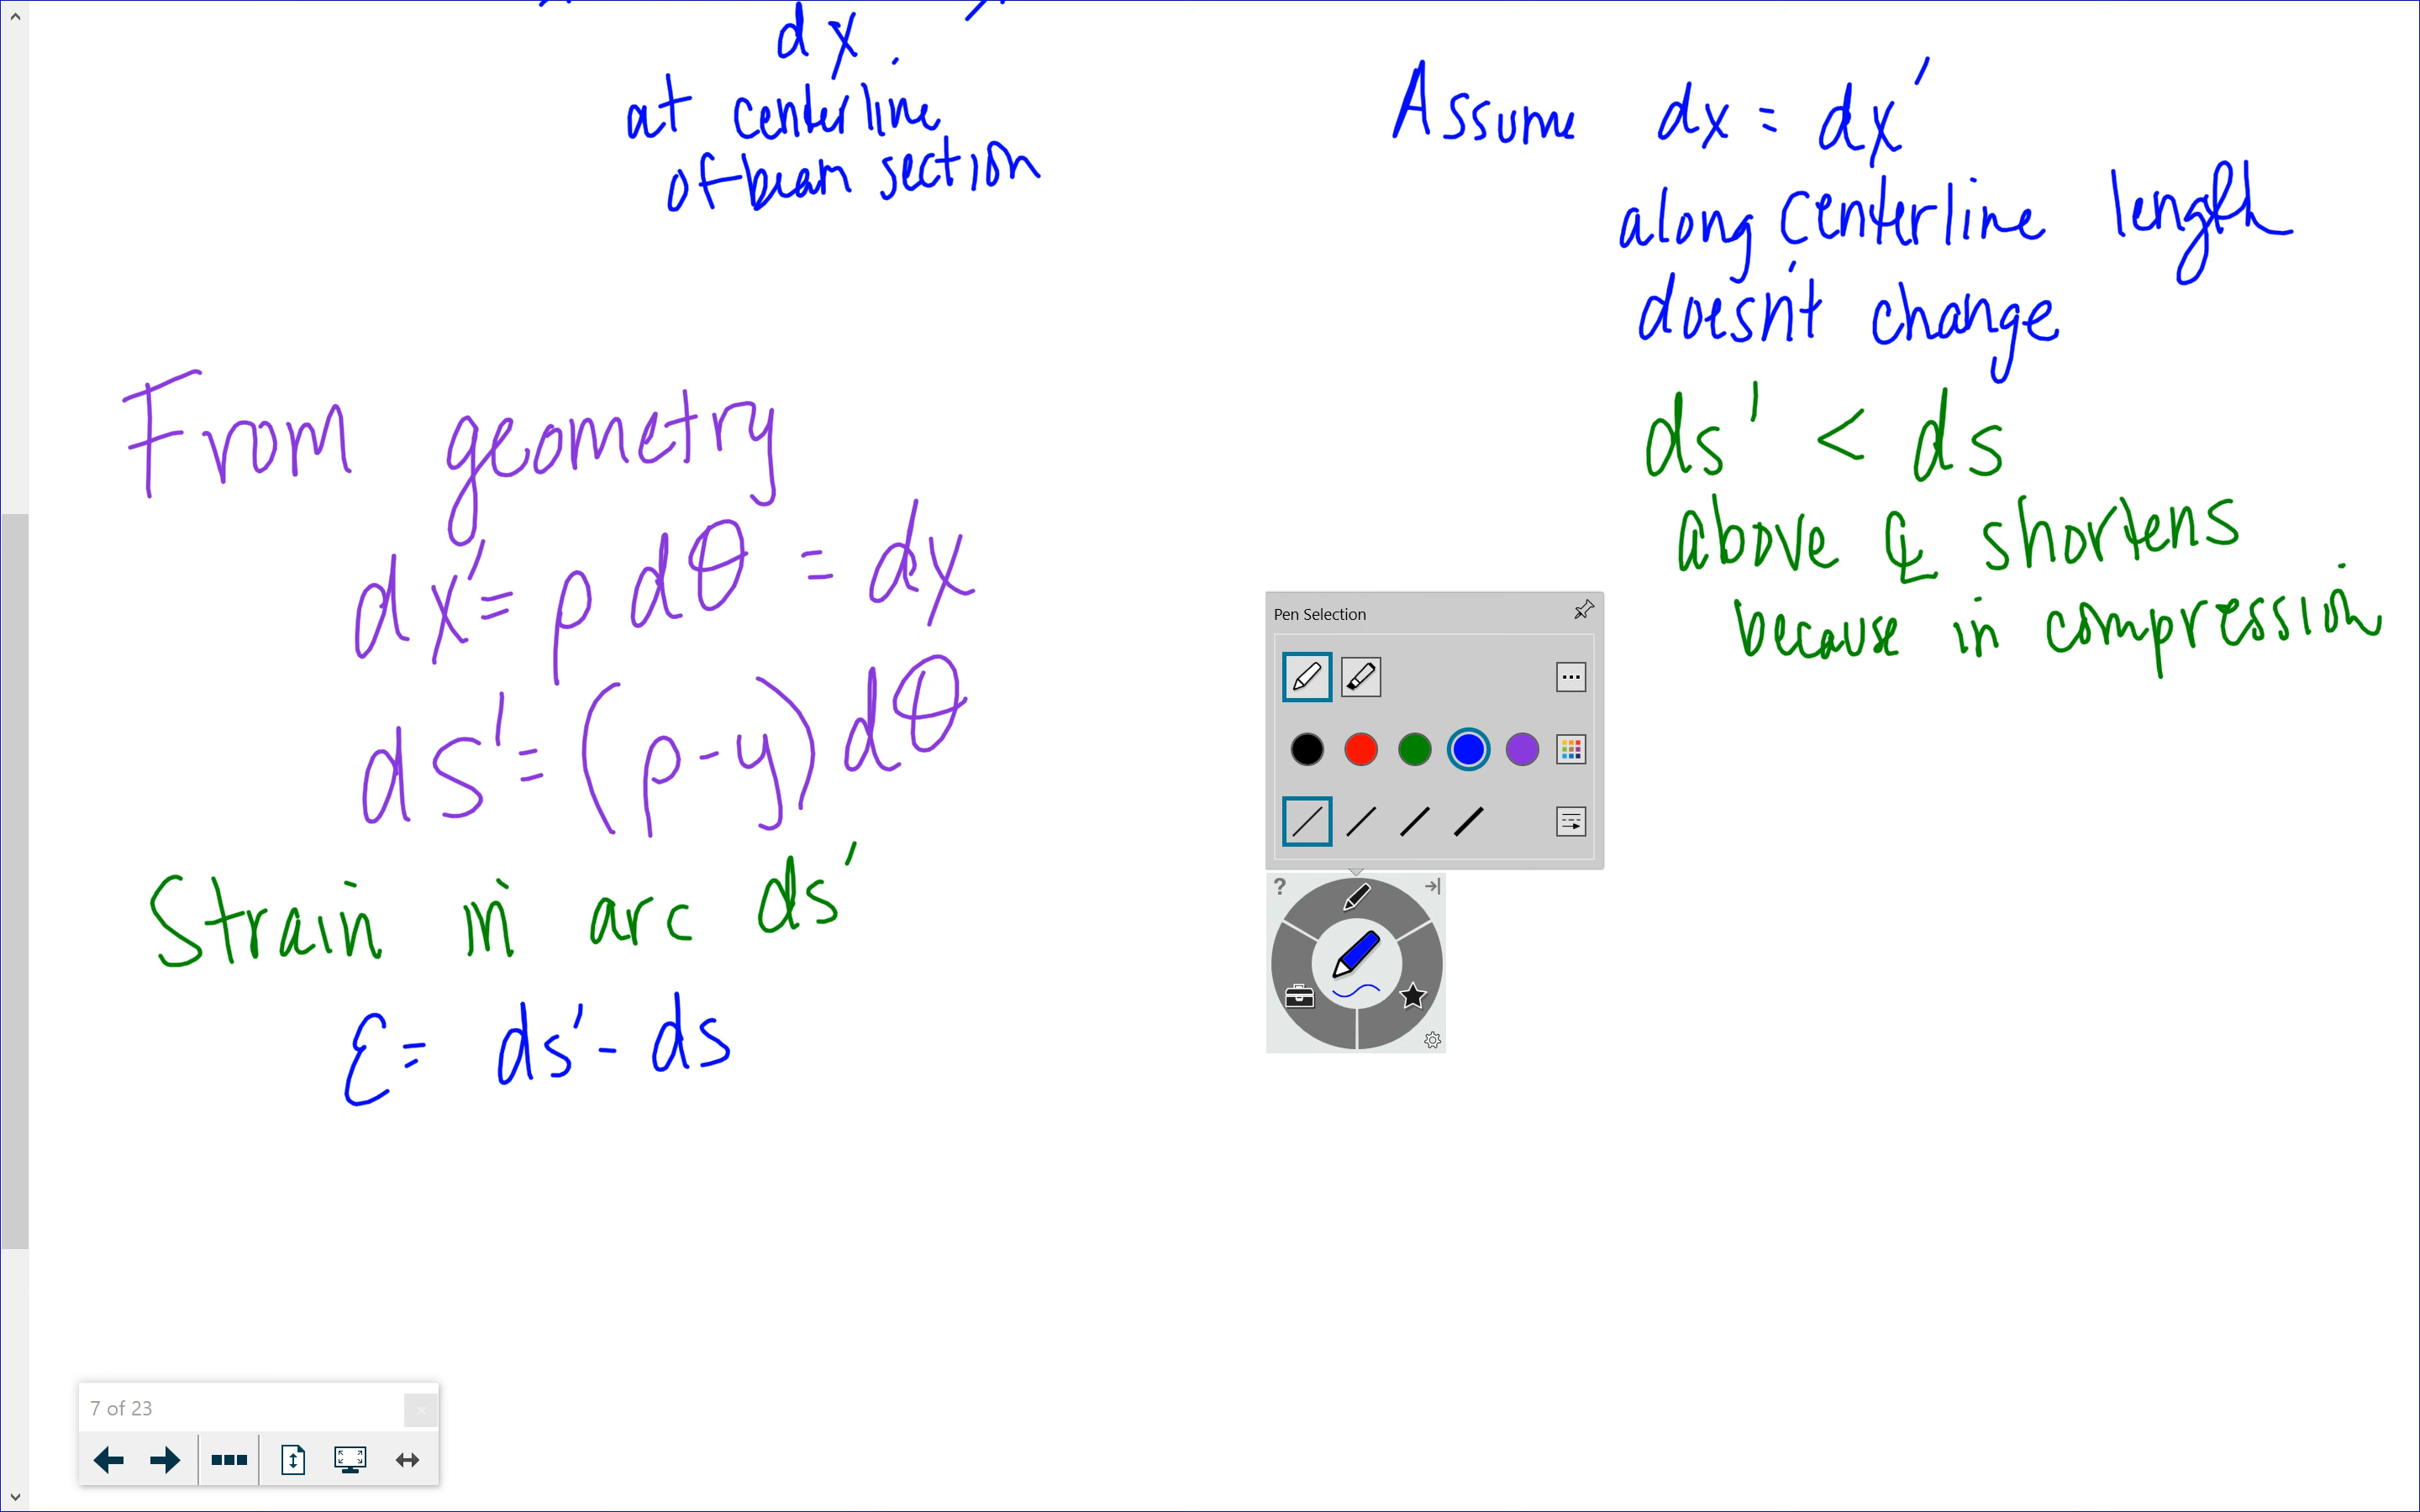 dx
at centerline
of beam section
Assume dx = dx'
along centerline length
doesn't change
ds' < ds
above ℄ shortens
because in compression
From geometry
dx' = ρ dθ = dx
ds' = (ρ - y) dθ
Strain in arc ds'
ε = ds' - ds
Pen Selection
?
7 of 23